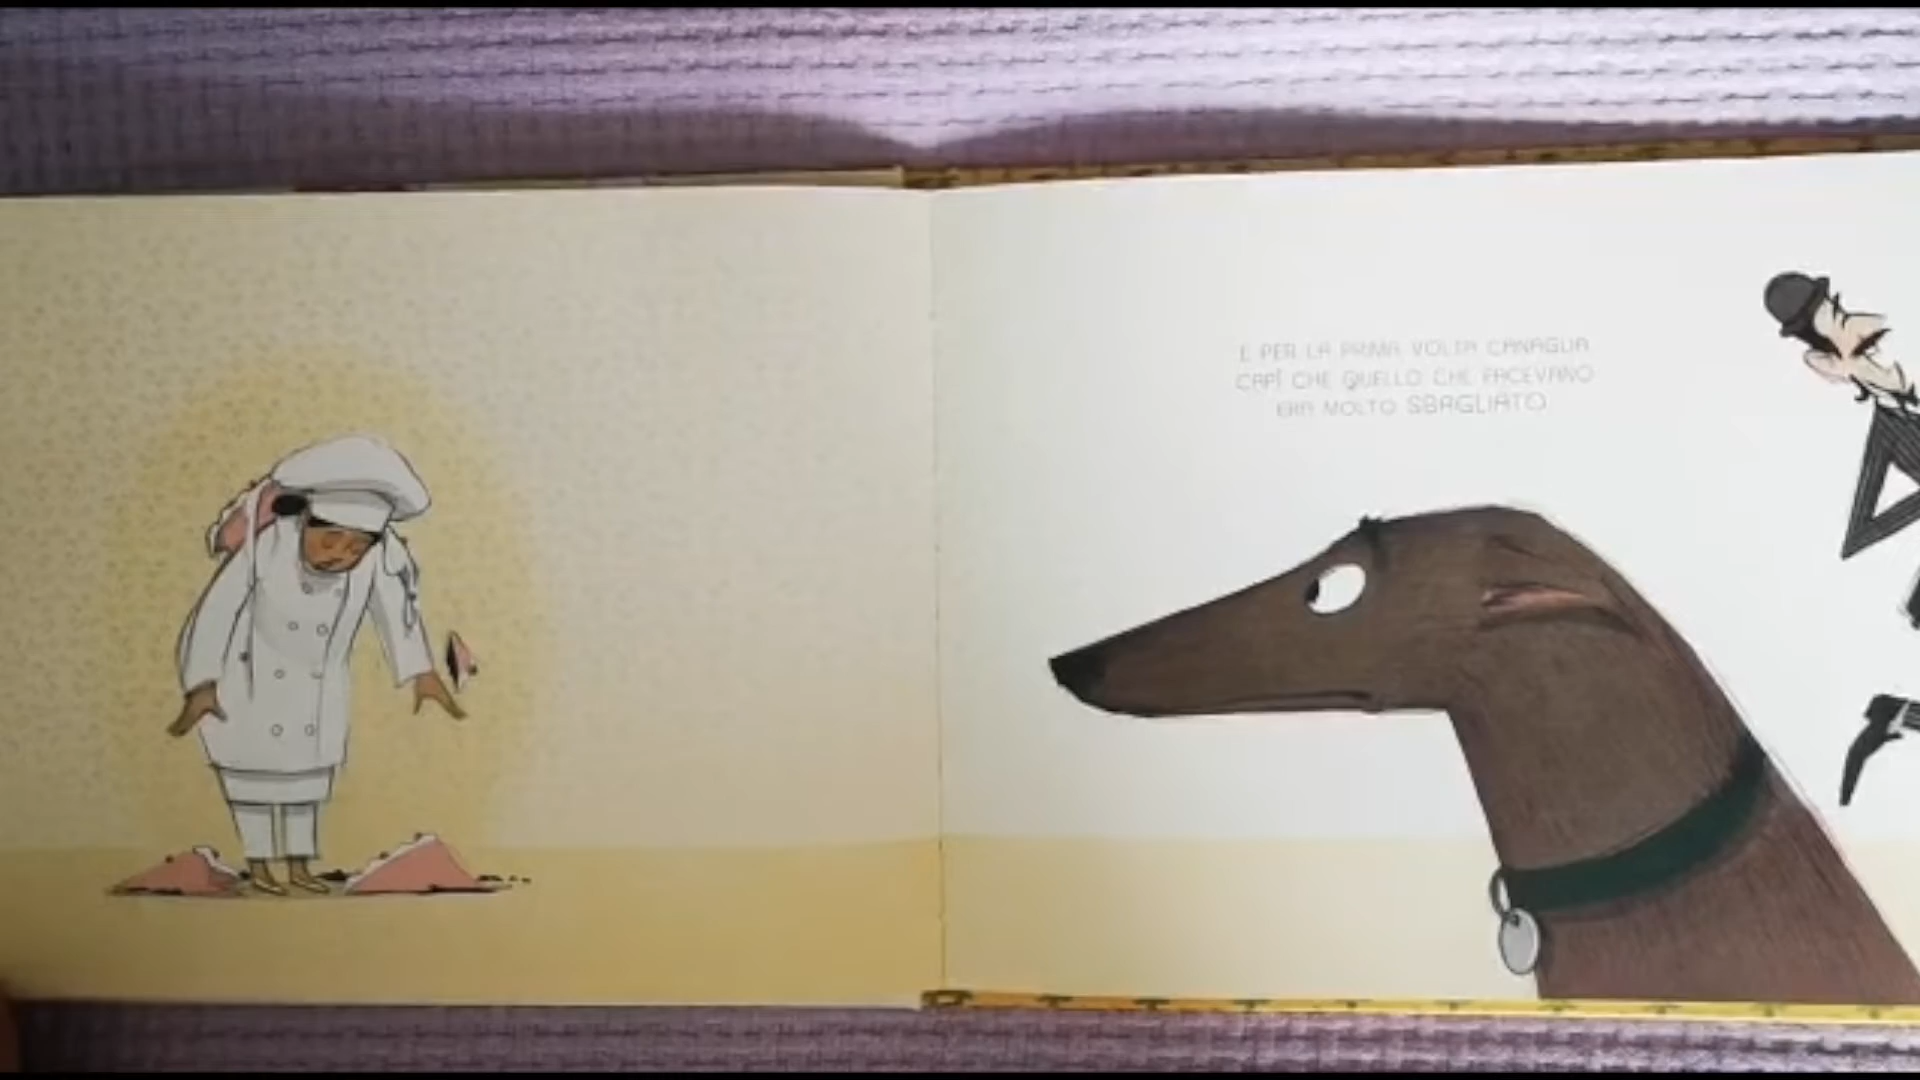 E PER LA PRIMA VOLTA CANAGLIA
CAPÌ CHE QUELLO CHE FACEVANO
ERA MOLTO SBAGLIATO